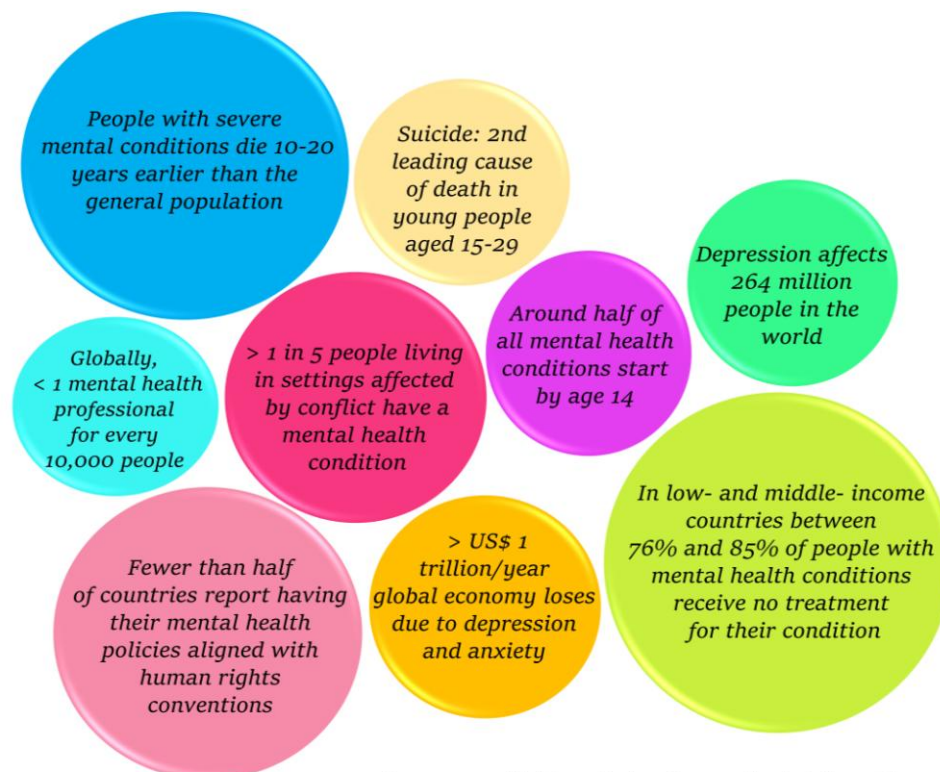 People with severe
mental conditions die 10-20
years earlier than the
general population
Suicide: 2nd
leading cause
of death in
young people
aged 15-29
Depression affects
264 million
people in the
world
Globally,
< 1 mental health
professional
for every
10,000 people
> 1 in 5 people living
in settings affected
by conflict have a
mental health
condition
Around half of
all mental health
conditions start
by age 14
In low- and middle- income
countries between
76% and 85% of people with
mental health conditions
receive no treatment
for their condition
Fewer than half
of countries report having
their mental health
policies aligned with
human rights
conventions
> US$ 1
trillion/year
global economy loses
due to depression
and anxiety